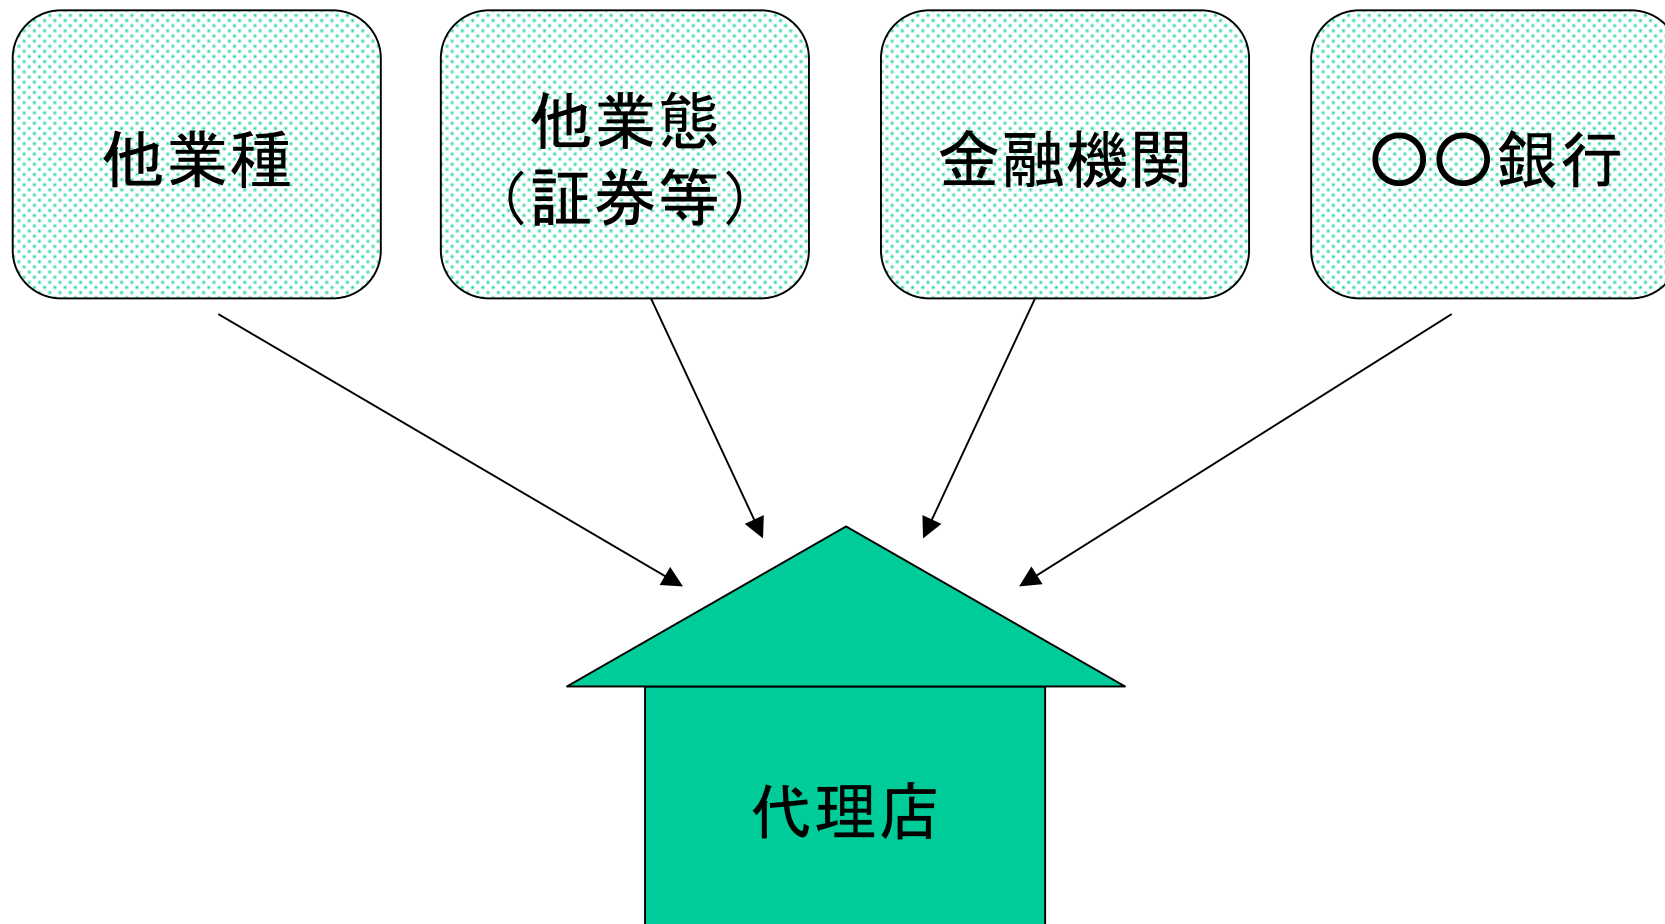 他業種
他業態
（証券等）
金融機関
〇〇銀行
代理店